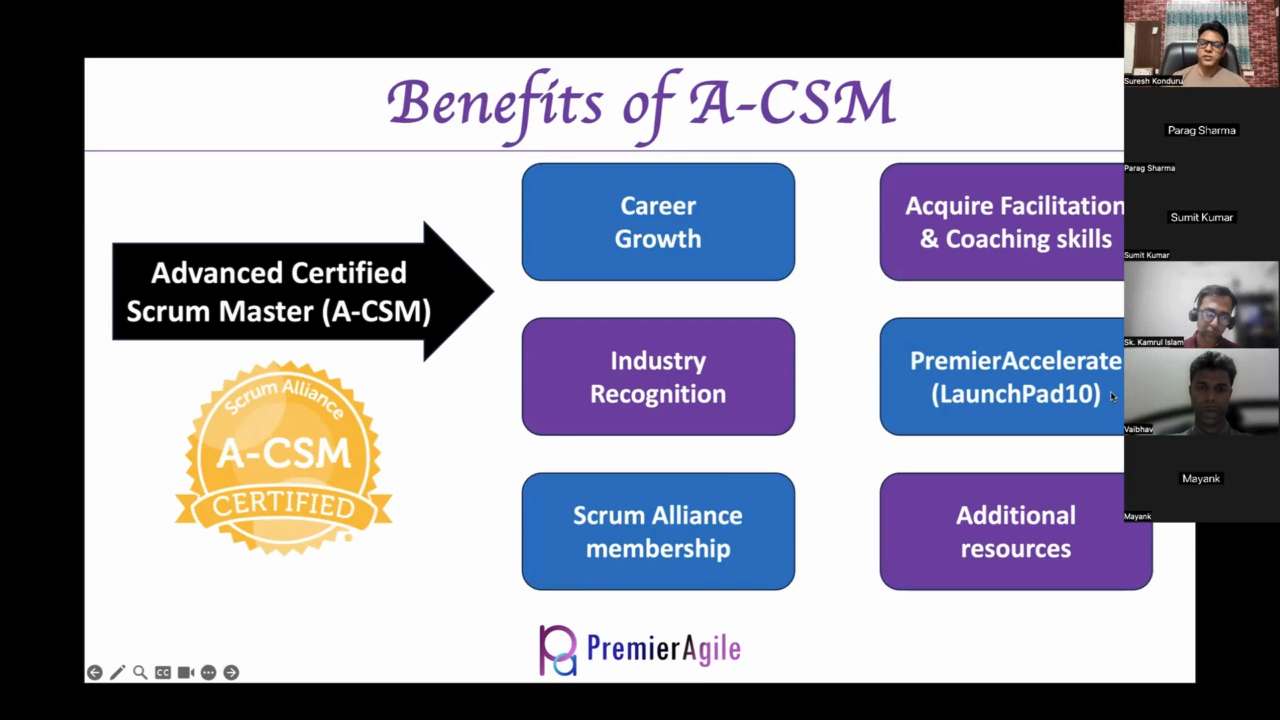 Benefits of A-CSM
Advanced Certified
Scrum Master (A-CSM)
Scrum Alliance
A-CSM
CERTIFIED
Career
Growth
Acquire Facilitation
& Coaching skills
Industry
Recognition
PremierAccelerate
(LaunchPad10)
Scrum Alliance
membership
Additional
resources
pa PremierAgile
CC
Suresh Konduru
Parag Sharma
Parag Sharma
Sumit Kumar
Sumit Kumar
Sk. Kamrul Islam
Vaibhav
Mayank
Mayank